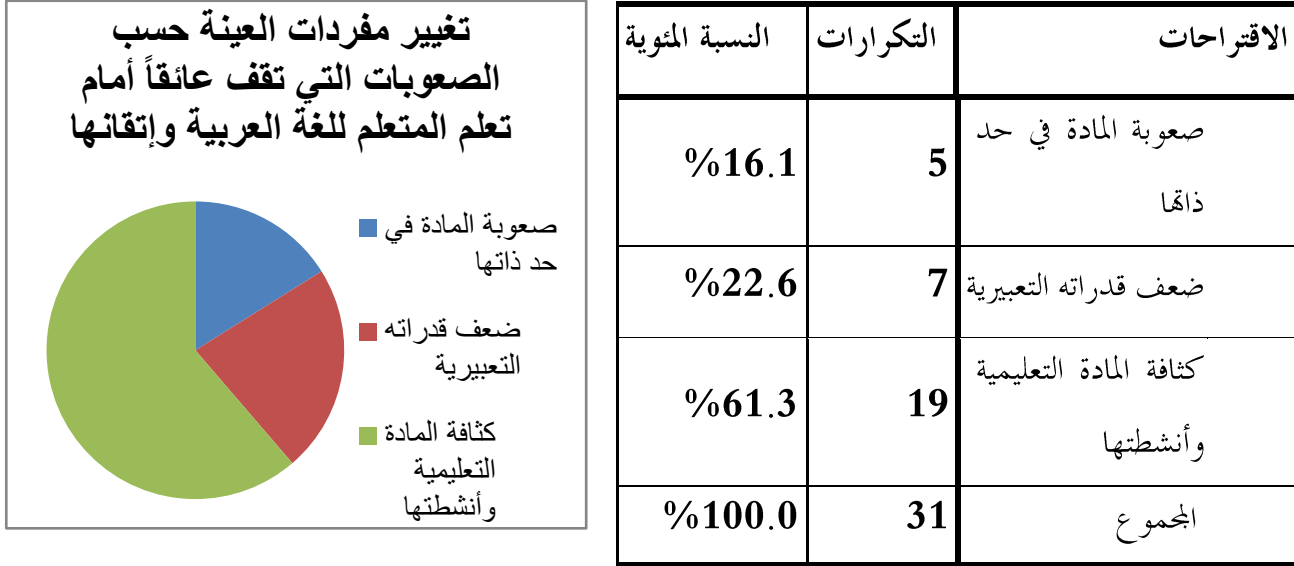 تغيير مفردات العينة حسب
الصعوبات التي تقف عائقاً أمام
تعلم المتعلم للغة العربية وإتقانها
صعوبة المادة في
حد ذاتها
ضعف قدراته
التعبيرية
كثافة المادة
التعليمية
وأنشطتها
الاقتراحات التكرارات النسبة المئوية
صعوبة المادة في حد
ذاتها
5 %16.1
ضعف قدراته التعبيرية 7 %22.6
كثافة المادة التعليمية
وأنشطتها
19 %61.3
المجموع 31 %100.0